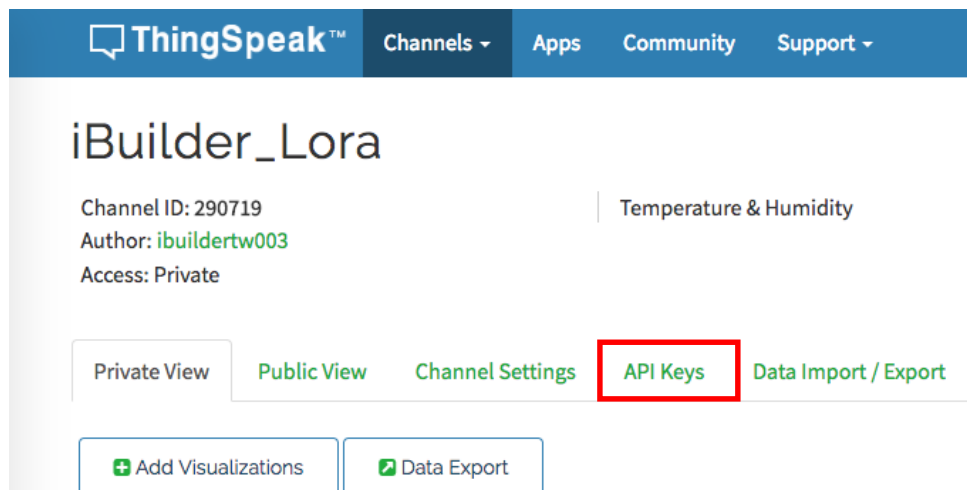 ThingSpeak™ Channels Apps Community Support
iBuilder_Lora
Channel ID: 290719
Temperature & Humidity
Author: ibuildertw003
Access: Private
Private View Public View Channel Settings API Keys Data Import / Export
Add Visualizations Data Export